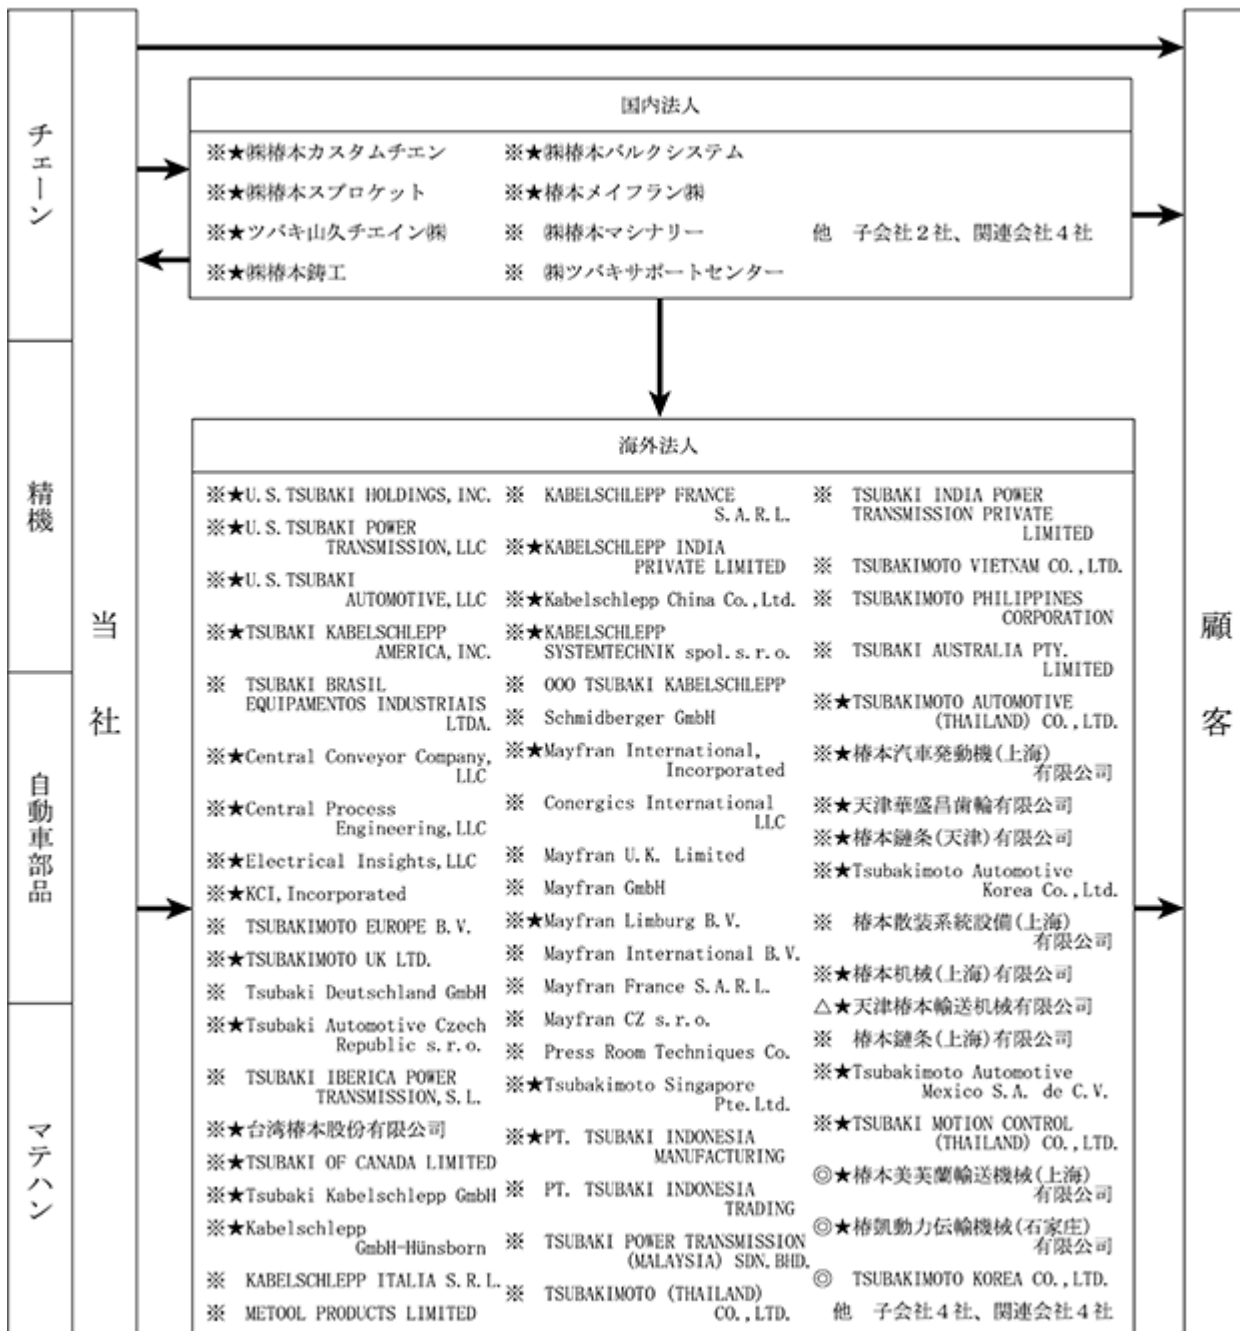 チェーン
精機
自動車部品
マテハン
当社
国内法人
※★㈱椿本カスタムチエン
※★㈱椿本スプロケット
※★ツバキ山久チエイン㈱
※★㈱椿本鋳工
※★㈱椿本バルクシステム
※★椿本メイフラン㈱
※ ㈱椿本マシナリー
※ ㈱ツバキサポートセンター
他 子会社2社、関連会社4社
海外法人
※★U.S.TSUBAKI HOLDINGS,INC.
※★U.S.TSUBAKI POWER
TRANSMISSION,LLC
※★U.S.TSUBAKI
AUTOMOTIVE,LLC
※★TSUBAKI KABELSCHLEPP
AMERICA,INC.
※ TSUBAKI BRASIL
EQUIPAMENTOS INDUSTRIAIS
LTDA.
※★Central Conveyor Company,
LLC
※★Central Process
Engineering,LLC
※★Electrical Insights,LLC
※★KCI,Incorporated
※ TSUBAKIMOTO EUROPE B.V.
※★TSUBAKIMOTO UK LTD.
※ Tsubaki Deutschland GmbH
※★Tsubaki Automotive Czech
Republic s.r.o.
※ TSUBAKI IBERICA POWER
TRANSMISSION,S.L.
※★台湾椿本股份有限公司
※★TSUBAKI OF CANADA LIMITED
※★Tsubaki Kabelschlepp GmbH
※★Kabelschlepp
GmbH-Hünsborn
※ KABELSCHLEPP ITALIA S.R.L.
※ METOOL PRODUCTS LIMITED
※ KABELSCHLEPP FRANCE
S.A.R.L.
※★KABELSCHLEPP INDIA
PRIVATE LIMITED
※★Kabelschlepp China Co.,Ltd.
※★KABELSCHLEPP
SYSTEMTECHNIK spol.s.r.o.
※ OOO TSUBAKI KABELSCHLEPP
※ Schmidberger GmbH
※★Mayfran International,
Incorporated
※ Conergics International
LLC
※ Mayfran U.K. Limited
※ Mayfran GmbH
※★Mayfran Limburg B.V.
※ Mayfran International B.V.
※ Mayfran France S.A.R.L.
※ Mayfran CZ s.r.o.
※ Press Room Techniques Co.
※★Tsubakimoto Singapore
Pte.Ltd.
※★PT. TSUBAKI INDONESIA
MANUFACTURING
※ PT. TSUBAKI INDONESIA
TRADING
※ TSUBAKI POWER TRANSMISSION
(MALAYSIA) SDN.BHD.
※ TSUBAKIMOTO (THAILAND)
CO.,LTD.
※ TSUBAKI INDIA POWER
TRANSMISSION PRIVATE
LIMITED
※ TSUBAKIMOTO VIETNAM CO.,LTD.
※ TSUBAKIMOTO PHILIPPINES
CORPORATION
※ TSUBAKI AUSTRALIA PTY.
LIMITED
※★TSUBAKIMOTO AUTOMOTIVE
(THAILAND) CO.,LTD.
※★椿本汽車発動機(上海)
有限公司
※★天津華盛昌歯輪有限公司
※★椿本鏈条(天津)有限公司
※★Tsubakimoto Automotive
Korea Co.,Ltd.
※ 椿本散装系統設備(上海)
有限公司
※★椿本机械(上海)有限公司
△★天津椿本輸送机械有限公司
※ 椿本鏈条(上海)有限公司
※★Tsubakimoto Automotive
Mexico S.A. de C.V.
※★TSUBAKI MOTION CONTROL
(THAILAND) CO.,LTD.
◎★椿本美芙蘭輸送機械(上海)
有限公司
◎★椿凱動力伝輸機械(石家庄)
有限公司
◎ TSUBAKIMOTO KOREA CO.,LTD.
他 子会社4社、関連会社4社
顧客